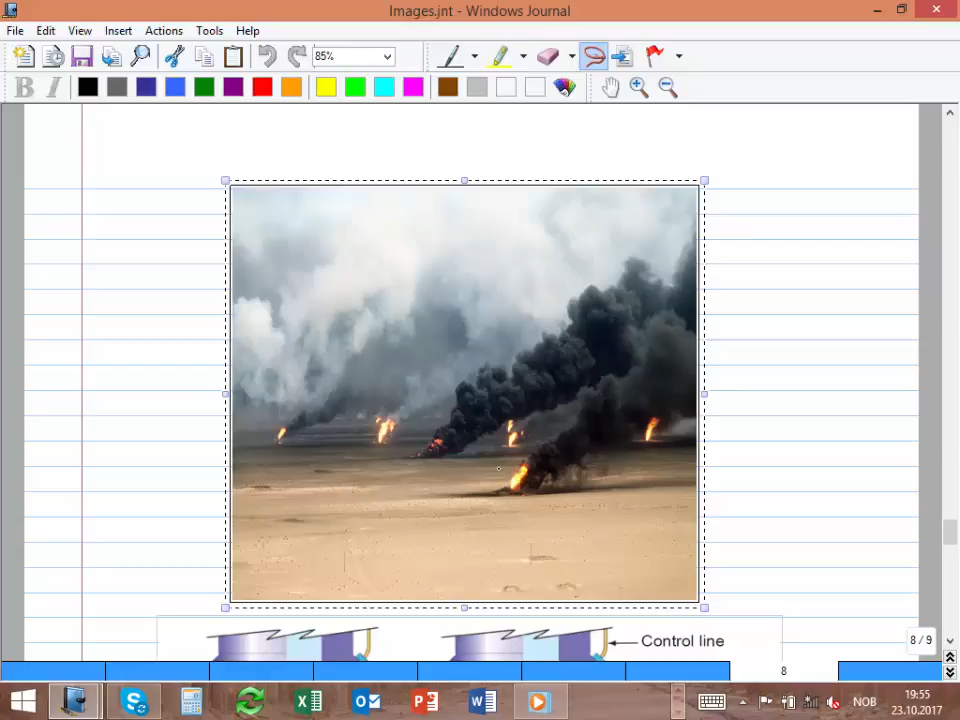 Images.jnt - Windows Journal
File Edit View Insert Actions Tools Help
85%
B I
Control line
8 / 9
8
NOB
19:55
23.10.2017